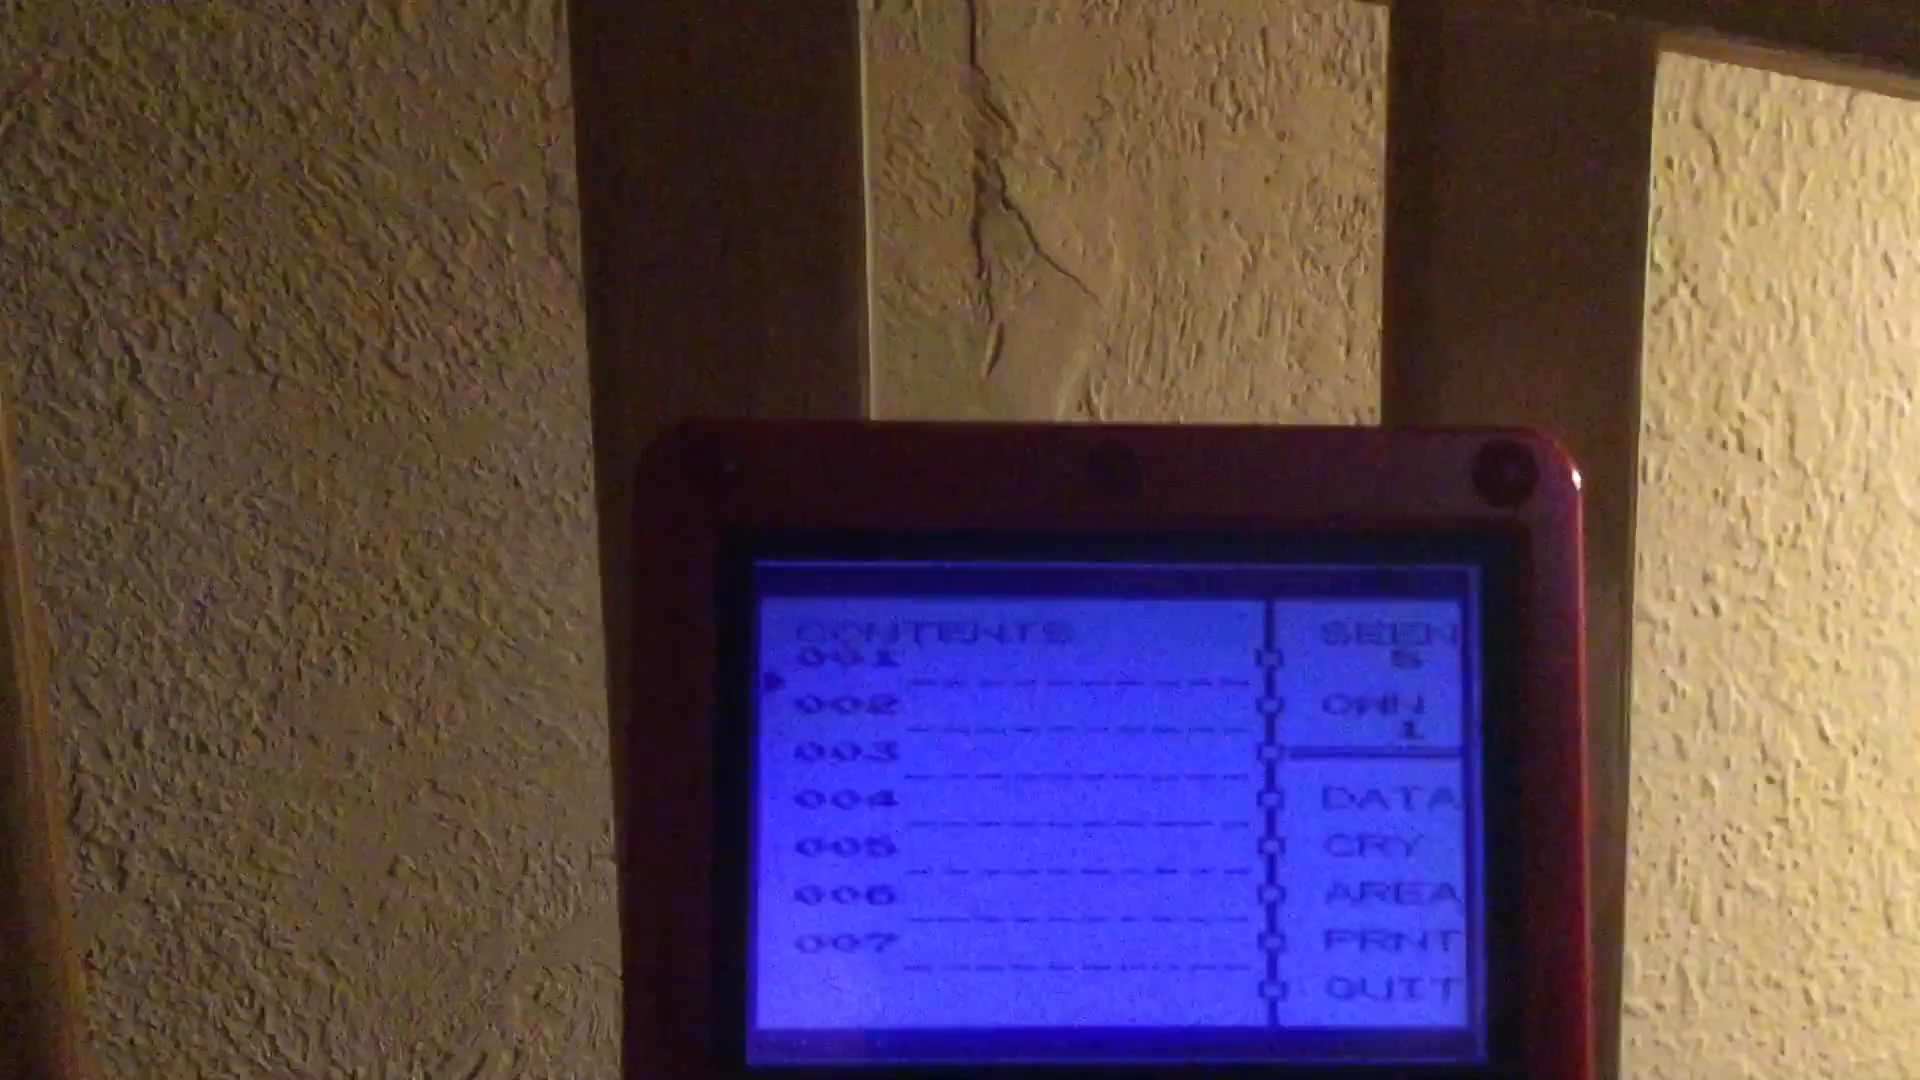 CONTENTS
001
002
003
004
005
006
007
SEEN
5
OWN
1
DATA
CRY
AREA
PRNT
QUIT